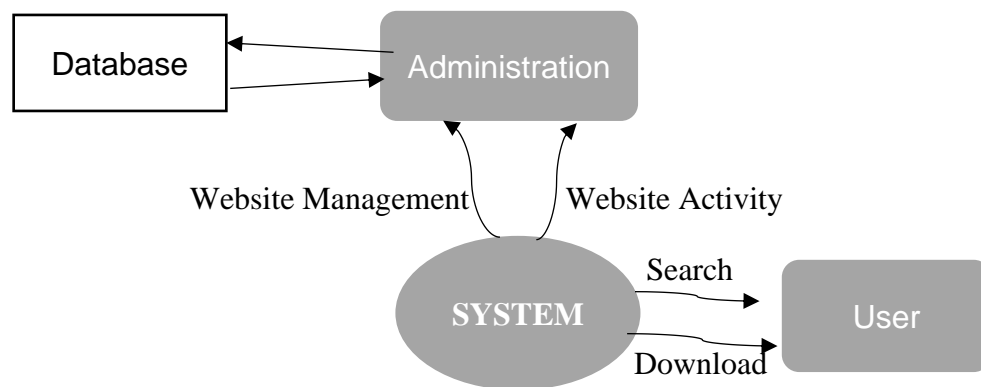 Database
Administration
Website Management
Website Activity
Search
SYSTEM
User
Download